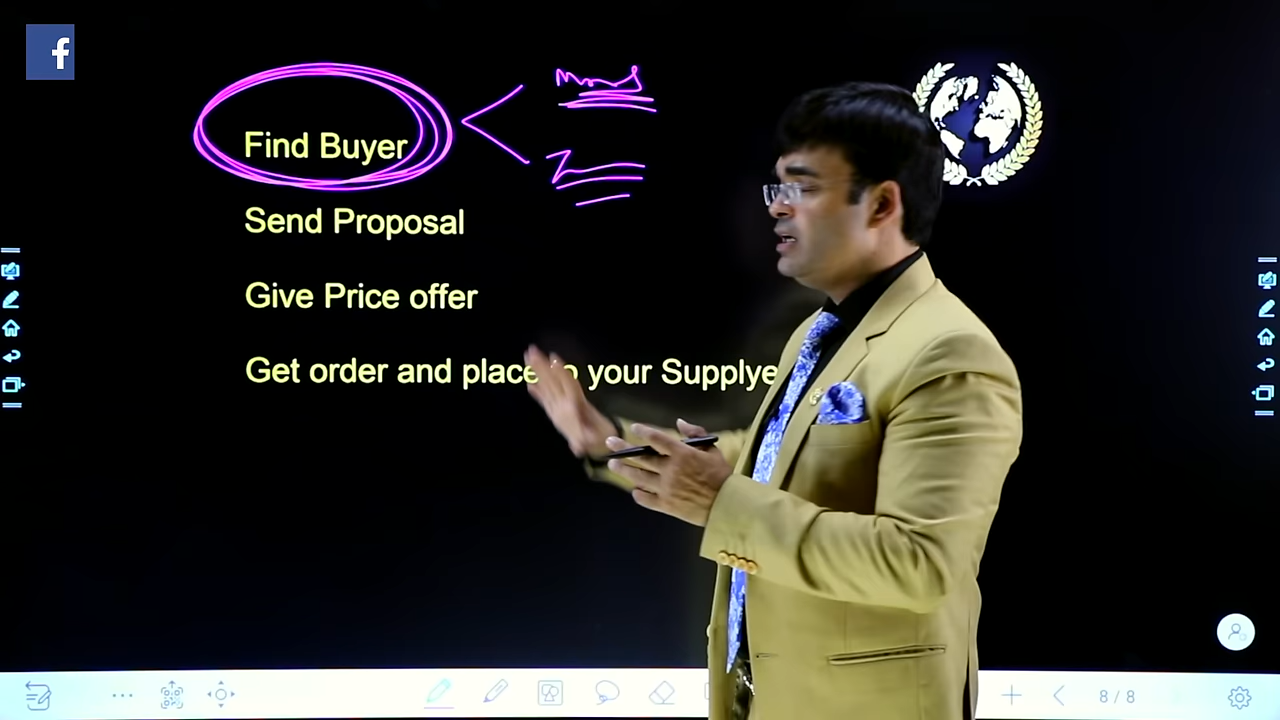 f
Find Buyer
Send Proposal
Give Price offer
Get order and place your Supplye
8 / 8